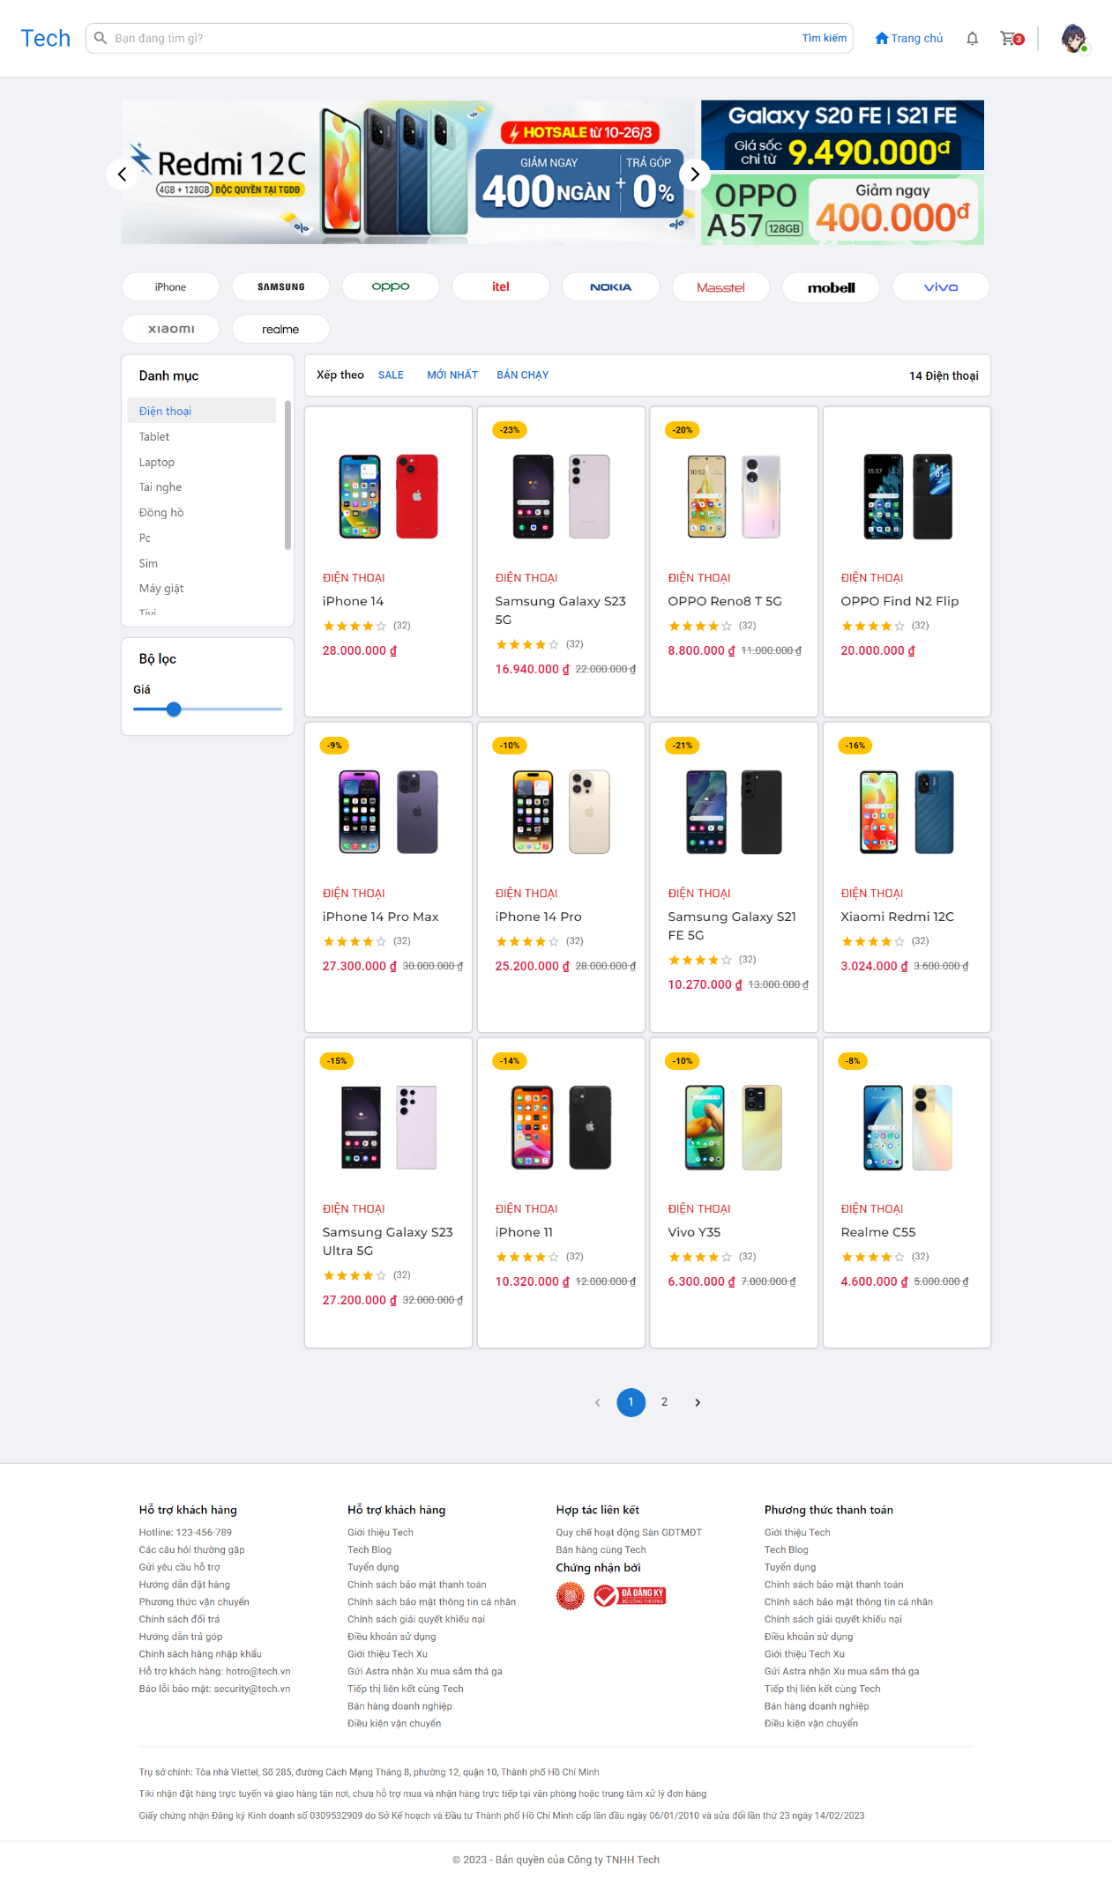 Tech
Bạn đang tìm gì?
Tìm kiếm
Trang chủ
3
Redmi 12C
4GB + 128GB ĐỘC QUYỀN TẠI TGDĐ
HOTSALE từ 10-26/3
GIẢM NGAY
400 NGÀN
+
TRẢ GÓP
0%
Galaxy S20 FE | S21 FE
Giá sốc chỉ từ 9.490.000đ
OPPO A57 128GB
Giảm ngay 400.000đ
iPhone
SAMSUNG
oppo
itel
NOKIA
Masstel
mobell
vivo
xiaomi
realme
Danh mục
Điện thoại
Tablet
Laptop
Tai nghe
Đồng hồ
Pc
Sim
Máy giặt
Tivi
Bộ lọc
Giá
Xếp theo
SALE
MỚI NHẤT
BÁN CHẠY
14 Điện thoại
ĐIỆN THOẠI
iPhone 14
(32)
28.000.000 ₫
-23%
ĐIỆN THOẠI
Samsung Galaxy S23
5G
(32)
16.940.000 ₫ 22.000.000 ₫
-20%
ĐIỆN THOẠI
OPPO Reno8 T 5G
(32)
8.800.000 ₫ 11.000.000 ₫
ĐIỆN THOẠI
OPPO Find N2 Flip
(32)
20.000.000 ₫
-9%
ĐIỆN THOẠI
iPhone 14 Pro Max
(32)
27.300.000 ₫ 30.000.000 ₫
-10%
ĐIỆN THOẠI
iPhone 14 Pro
(32)
25.200.000 ₫ 28.000.000 ₫
-21%
ĐIỆN THOẠI
Samsung Galaxy S21
FE 5G
(32)
10.270.000 ₫ 13.000.000 ₫
-16%
ĐIỆN THOẠI
Xiaomi Redmi 12C
(32)
3.024.000 ₫ 3.600.000 ₫
-15%
ĐIỆN THOẠI
Samsung Galaxy S23
Ultra 5G
(32)
27.200.000 ₫ 32.000.000 ₫
-14%
ĐIỆN THOẠI
iPhone 11
(32)
10.320.000 ₫ 12.000.000 ₫
-10%
ĐIỆN THOẠI
Vivo Y35
(32)
6.300.000 ₫ 7.000.000 ₫
-8%
ĐIỆN THOẠI
Realme C55
(32)
4.600.000 ₫ 5.000.000 ₫
1
2
Hỗ trợ khách hàng
Hotline: 123-456-789
Các câu hỏi thường gặp
Gửi yêu cầu hỗ trợ
Hướng dẫn đặt hàng
Phương thức vận chuyển
Chính sách đổi trả
Hướng dẫn trả góp
Chính sách hàng nhập khẩu
Hỗ trợ khách hàng: hotro@tech.vn
Báo lỗi bảo mật: security@tech.vn
Hỗ trợ khách hàng
Giới thiệu Tech
Tech Blog
Tuyển dụng
Chính sách bảo mật thanh toán
Chính sách bảo mật thông tin cá nhân
Chính sách giải quyết khiếu nại
Điều khoản sử dụng
Giới thiệu Tech Xu
Gửi Astra nhận Xu mua sắm thả ga
Tiếp thị liên kết cùng Tech
Bán hàng doanh nghiệp
Điều kiện vận chuyển
Hợp tác liên kết
Quy chế hoạt động Sàn GDTMĐT
Bán hàng cùng Tech
Chứng nhận bởi
ĐÃ ĐĂNG KÝ
BỘ CÔNG THƯƠNG
Phương thức thanh toán
Giới thiệu Tech
Tech Blog
Tuyển dụng
Chính sách bảo mật thanh toán
Chính sách bảo mật thông tin cá nhân
Chính sách giải quyết khiếu nại
Điều khoản sử dụng
Giới thiệu Tech Xu
Gửi Astra nhận Xu mua sắm thả ga
Tiếp thị liên kết cùng Tech
Bán hàng doanh nghiệp
Điều kiện vận chuyển
Trụ sở chính: Tòa nhà Viettel, Số 285, đường Cách Mạng Tháng 8, phường 12, quận 10, Thành phố Hồ Chí Minh
Tiki nhận đặt hàng trực tuyến và giao hàng tận nơi, chưa hỗ trợ mua và nhận hàng trực tiếp tại văn phòng hoặc trung tâm xử lý đơn hàng
Giấy chứng nhận Đăng ký Kinh doanh số 0309532909 do Sở Kế hoạch và Đầu tư Thành phố Hồ Chí Minh cấp lần đầu ngày 06/01/2010 và sửa đổi lần thứ 23 ngày 14/02/2023
© 2023 - Bản quyền của Công ty TNHH Tech